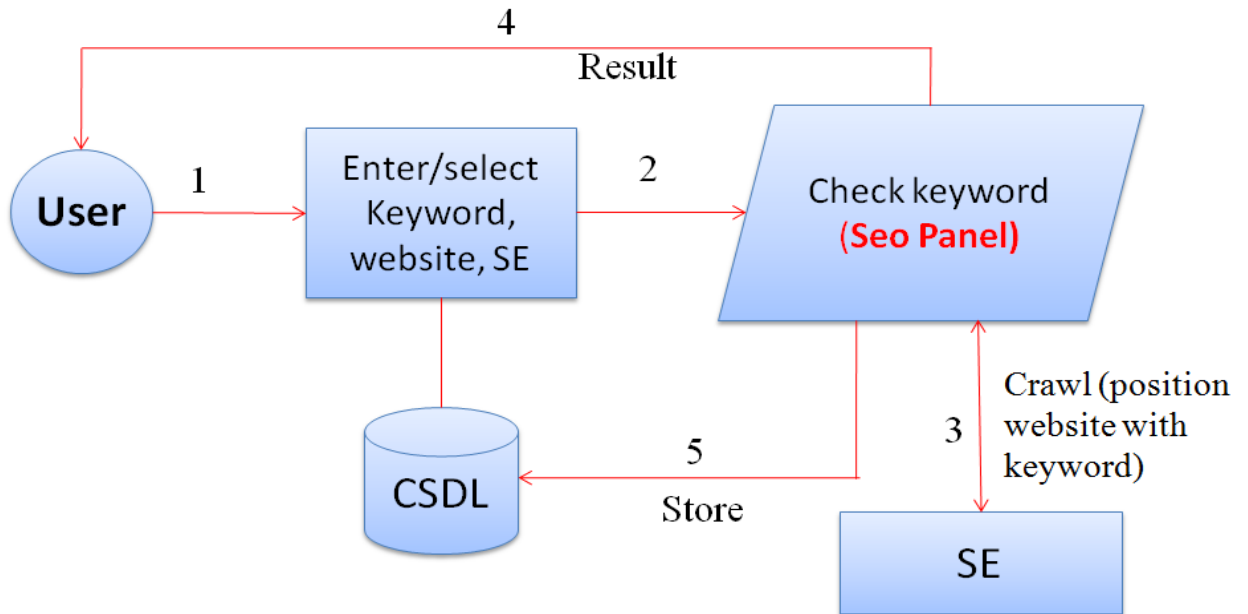 4
Result
User
1
Enter/select
Keyword,
website, SE
2
Check keyword
(Seo Panel)
3
Crawl (position
website with
keyword)
5
Store
CSDL
SE